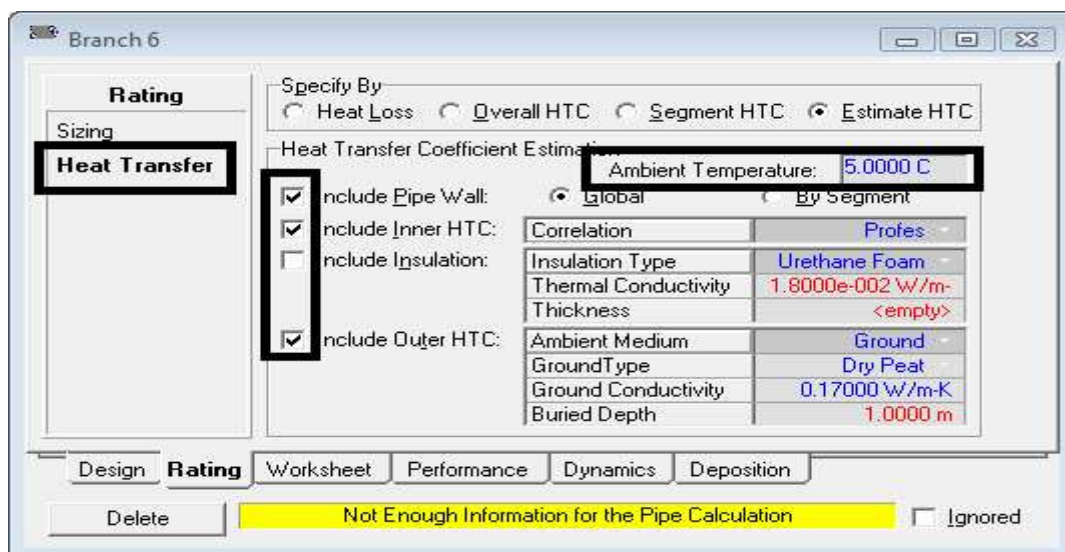 Branch 6
Rating
Sizing
Heat Transfer
Specify By
Heat Loss Overall HTC Segment HTC Estimate HTC
Heat Transfer Coefficient Estimation
Ambient Temperature: 5.0000 C
nclude Pipe Wall: Global By Segment
nclude Inner HTC: Correlation Profes
nclude Insulation: Insulation Type Urethane Foam
Thermal Conductivity 1.8000e-002 W/m-
Thickness <empty>
nclude Outer HTC: Ambient Medium Ground
GroundType Dry Peat
Ground Conductivity 0.17000 W/m-K
Buried Depth 1.0000 m
Design Rating Worksheet Performance Dynamics Deposition
Delete Not Enough Information for the Pipe Calculation Ignored